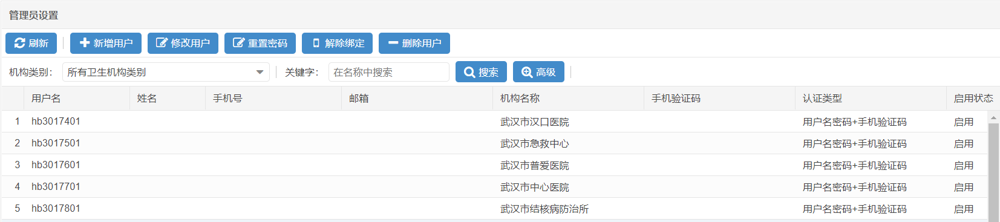 管理员设置
刷新 新增用户 修改用户 重置密码 解除绑定 删除用户
机构类别： 所有卫生机构类别 关键字： 在名称中搜索 搜索 高级
用户名 姓名 手机号 邮箱 机构名称 手机验证码 认证类型 启用状态
1 hb3017401 武汉市汉口医院 用户名密码+手机验证码 启用
2 hb3017501 武汉市急救中心 用户名密码+手机验证码 启用
3 hb3017601 武汉市普爱医院 用户名密码+手机验证码 启用
4 hb3017701 武汉市中心医院 用户名密码+手机验证码 启用
5 hb3017801 武汉市结核病防治所 用户名密码+手机验证码 启用